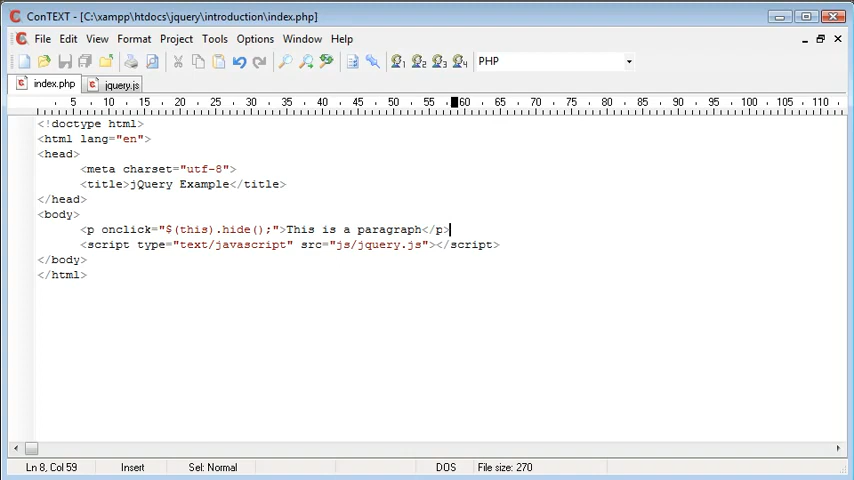 ConTEXT - [C:\xampp\htdocs\jquery\introduction\index.php]
File Edit View Format Project Tools Options Window Help
1 2 3 4 PHP
index.php jquery.js
5 10 15 20 25 30 35 40 45 50 55 60 65 70 75 80 85 90 95 100 105 110
<!doctype html>
<html lang="en">
<head>
<meta charset="utf-8">
<title>jQuery Example</title>
</head>
<body>
<p onclick="$(this).hide();">This is a paragraph</p>
<script type="text/javascript" src="js/jquery.js"></script>
</body>
</html>
Ln 8, Col 59 Insert Sel: Normal DOS File size: 270